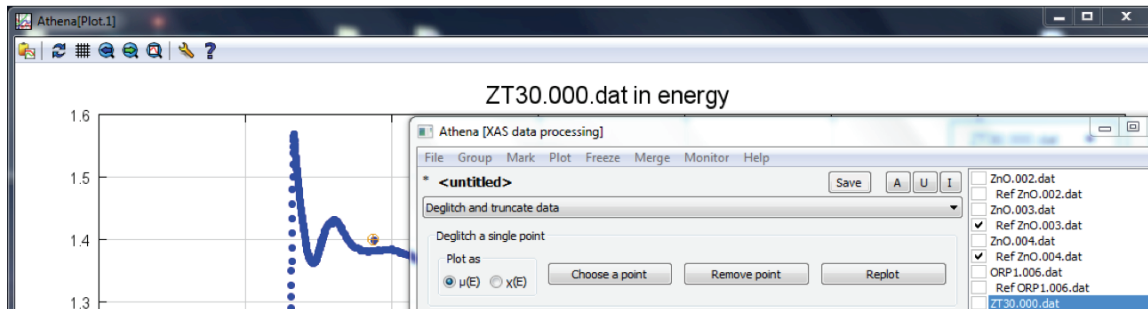 Athena[Plot.1]
ZT30.000.dat in energy
1.6
1.5
1.4
1.3
Athena [XAS data processing]
File Group Mark Plot Freeze Merge Monitor Help
* <untitled>
Save A U I
Deglitch and truncate data
Deglitch a single point
Plot as
μ(E) χ(E)
Choose a point Remove point Replot
ZnO.002.dat
Ref ZnO.002.dat
ZnO.003.dat
Ref ZnO.003.dat
ZnO.004.dat
Ref ZnO.004.dat
ORP1.006.dat
Ref ORP1.006.dat
ZT30.000.dat